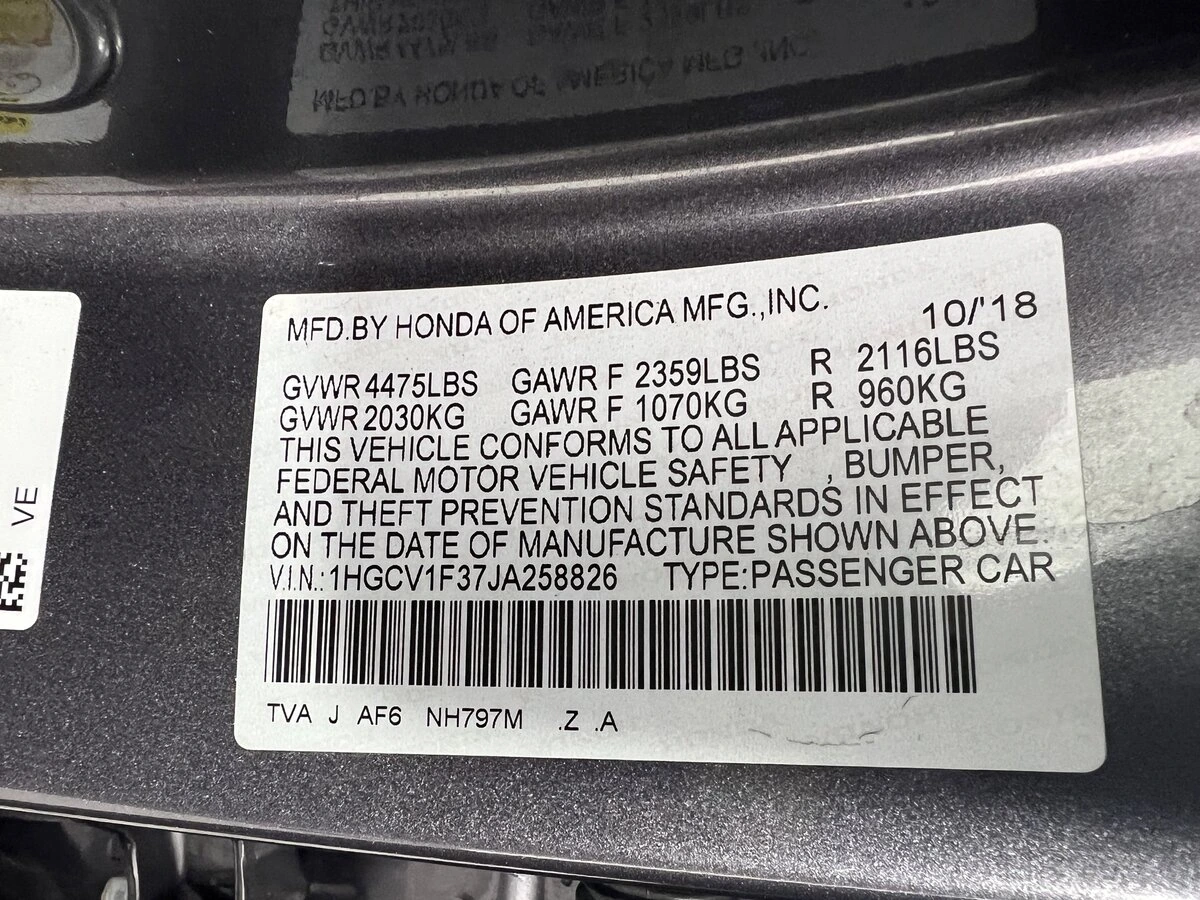 MFD.BY HONDA OF AMERICA MFG.,INC.
10/'18
GVWR 4475LBS GAWR F 2359LBS R 2116LBS
GVWR 2030KG GAWR F 1070KG R 960KG
THIS VEHICLE CONFORMS TO ALL APPLICABLE
FEDERAL MOTOR VEHICLE SAFETY , BUMPER,
AND THEFT PREVENTION STANDARDS IN EFFECT
ON THE DATE OF MANUFACTURE SHOWN ABOVE.
V.I.N.:1HGCV1F37JA258826 TYPE:PASSENGER CAR
TVA J AF6 NH797M .Z .A
VE